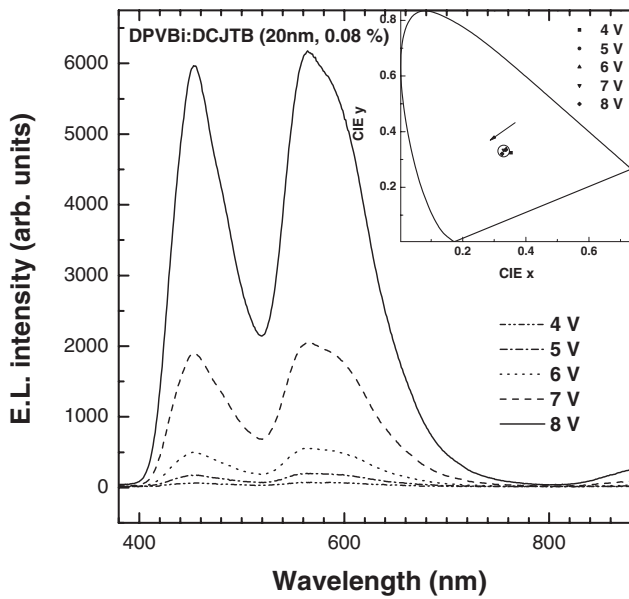 DPVBi:DCJTB (20nm, 0.08 %)
E.L. intensity (arb. units)
6000
5000
4000
3000
2000
1000
0
400
600
800
Wavelength (nm)
CIE y
0.8
0.6
0.4
0.2
0.2
0.4
0.6
CIE x
4 V
5 V
6 V
7 V
8 V
4 V
5 V
6 V
7 V
8 V